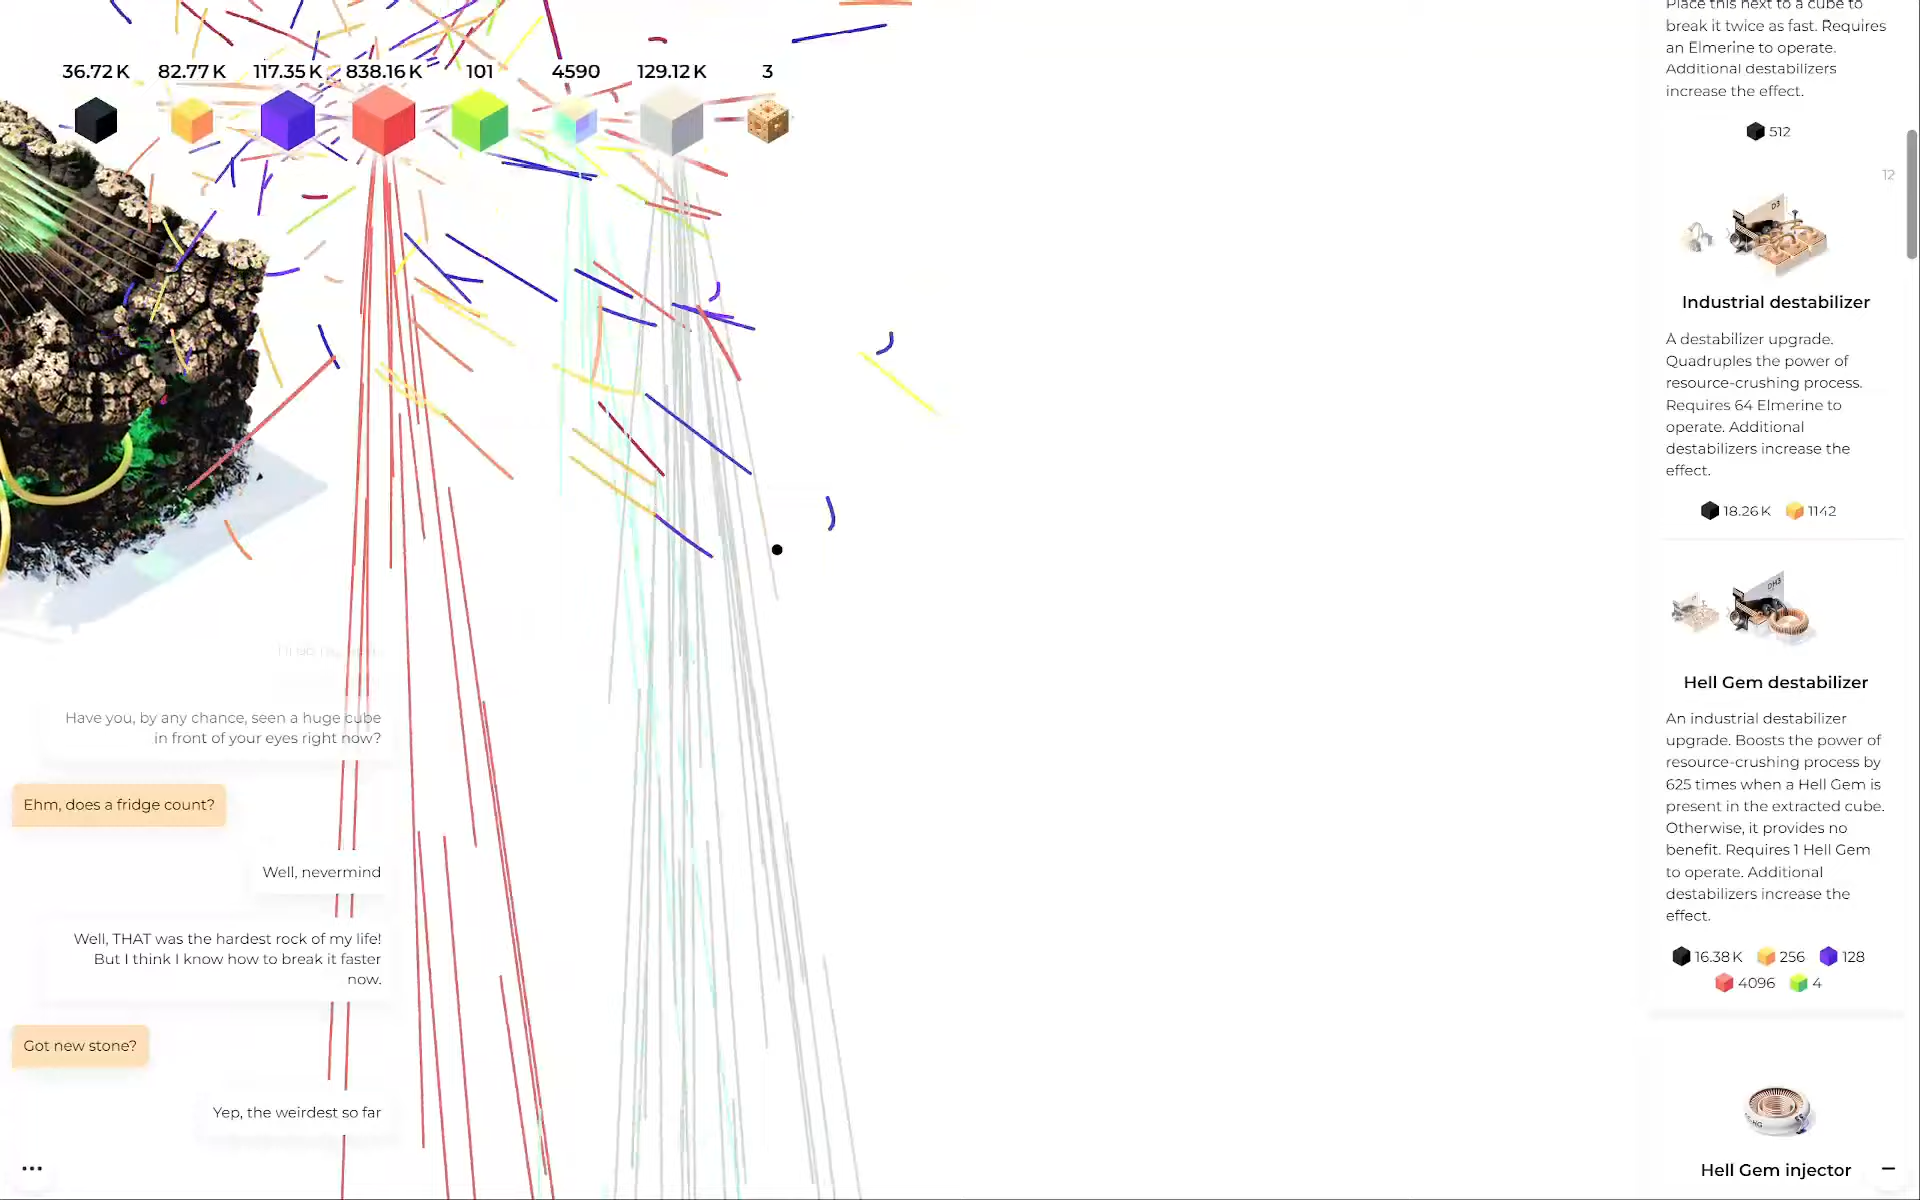 Place this next to a cube to
break it twice as fast. Requires
an Elmerine to operate.
Additional destabilizers
increase the effect.
512
36.72 K 82.77 K 117.35 K 838.16 K 101 4590 129.12 K 3
12
D3
Industrial destabilizer
A destabilizer upgrade.
Quadruples the power of
resource-crushing process.
Requires 64 Elmerine to
operate. Additional
destabilizers increase the
effect.
18.26 K 1142
DH3
Hell Gem destabilizer
An industrial destabilizer
upgrade. Boosts the power of
resource-crushing process by
625 times when a Hell Gem is
present in the extracted cube.
Otherwise, it provides no
benefit. Requires 1 Hell Gem
to operate. Additional
destabilizers increase the
effect.
16.38 K 256 128
4096 4
Hell Gem injector
Have you, by any chance, seen a huge cube
in front of your eyes right now?
Ehm, does a fridge count?
Well, nevermind
Well, THAT was the hardest rock of my life!
But I think I know how to break it faster
now.
Got new stone?
Yep, the weirdest so far